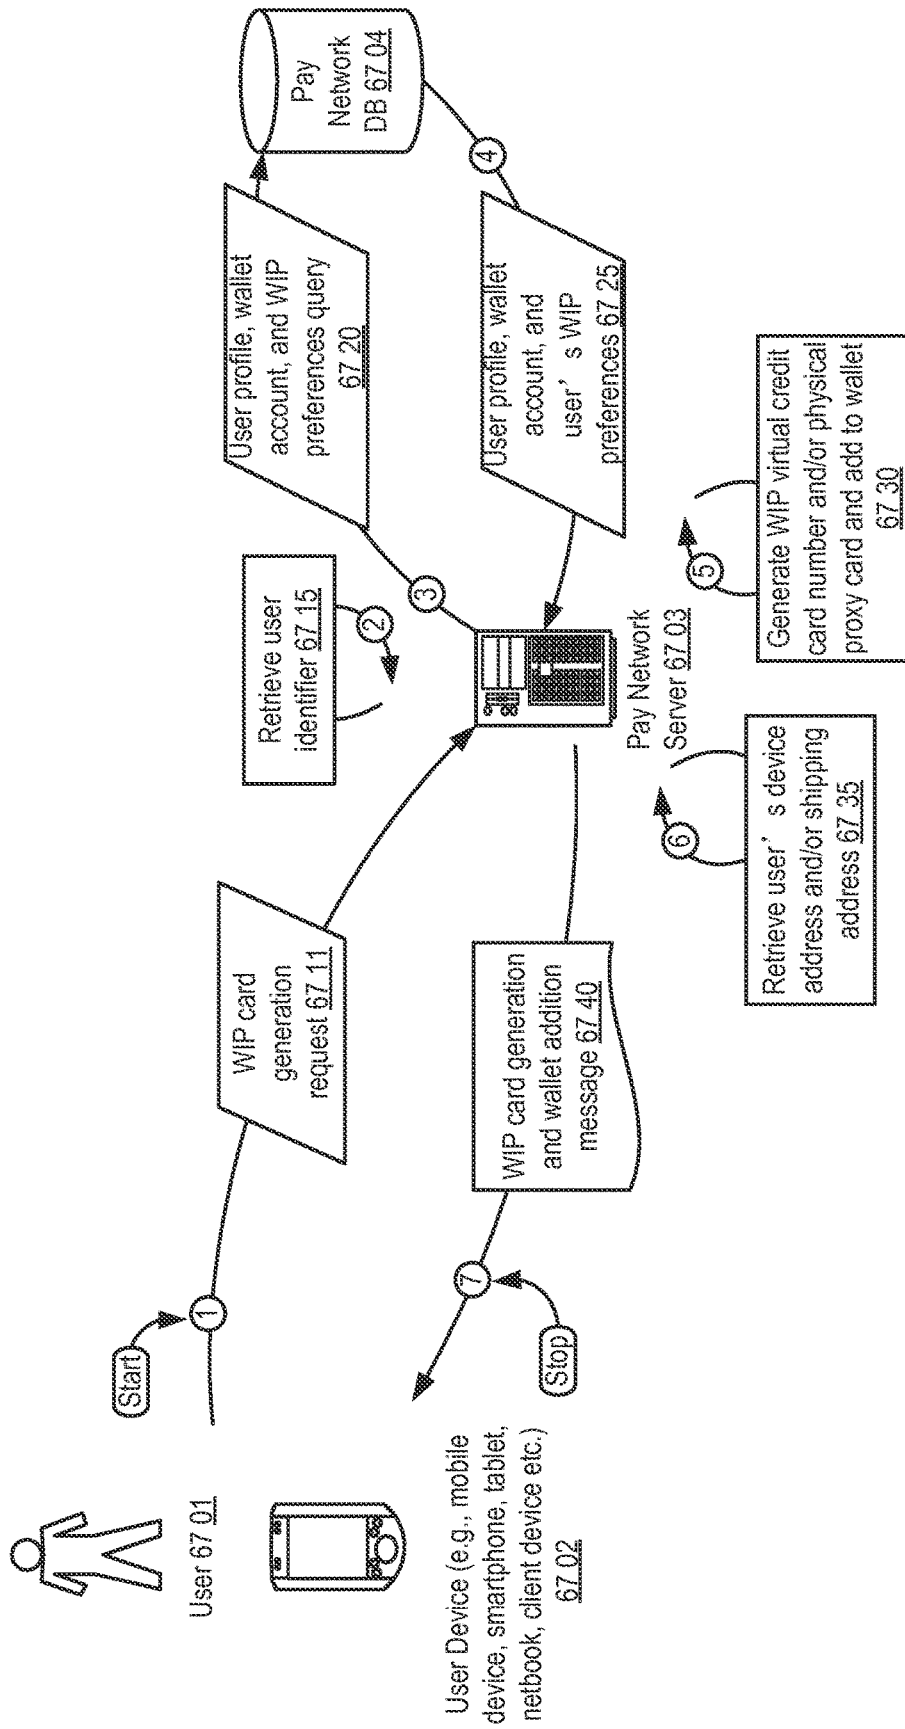 User 67 01
User Device (e.g., mobile
device, smartphone, tablet,
netbook, client device etc.)
67 02
Start
1
WIP card
generation
request 67 11
Retrieve user
identifier 67 15
2
3
User profile, wallet
account, and WIP
preferences query
67 20
Pay
Network
DB 67 04
4
User profile, wallet
account, and
user’ s WIP
preferences 67 25
Pay Network
Server 67 03
5
Generate WIP virtual credit
card number and/or physical
proxy card and add to wallet
67 30
6
Retrieve user’ s device
address and/or shipping
address 67 35
WIP card generation
and wallet addition
message 67 40
7
Stop